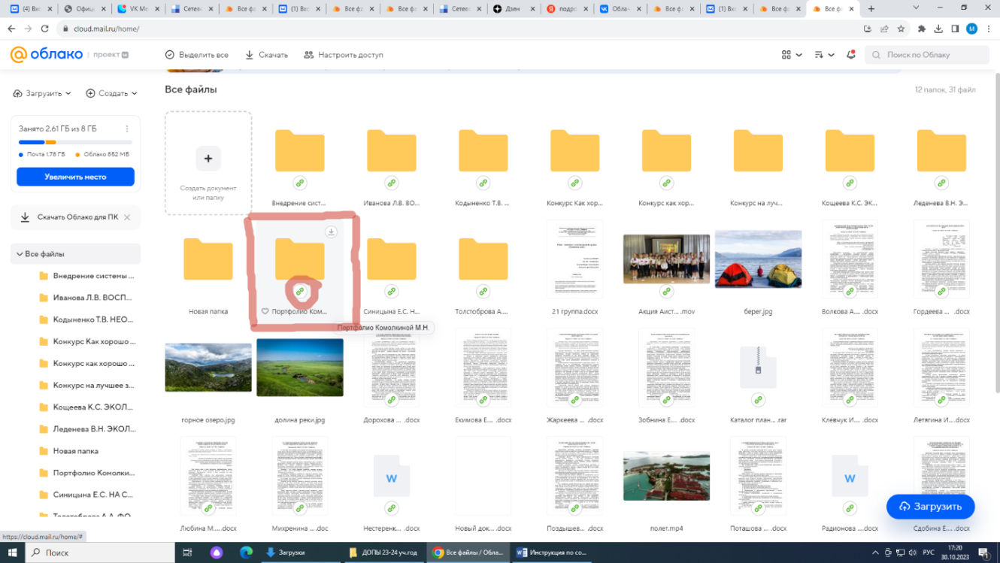 (4) Вхо
Офиц
VK Ме
Сетево
Все фа
(1) Вхо
Все фа
Все фа
Сетево
Дзен
подре
Облач
Все фа
(1) Вхо
Все фа
Все фа
cloud.mail.ru/home/
М
облако проект
Выделить все Скачать Настроить доступ Поиск по Облаку
Загрузить Создать
Все файлы 12 папок, 31 файл
Занято 2.61 ГБ из 8 ГБ
Почта 1.78 ГБ Облако 852 МБ
Увеличить место
Скачать Облако для ПК
Все файлы
Внедрение системы ...
Иванова Л.В. ВОСП...
Кодыненко Т.В. НЕО...
Конкурс Как хорошо ...
Конкурс как хорошо ...
Конкурс на лучшее з...
Кощеева К.С. ЭКОЛ...
Леденева В.Н. ЭКОЛ...
Новая папка
Портфолио Комолки...
Синицына Е.С. НА С...
Толстоброва А.А. ФО...
Создать документ
или папку
Внедрение сист... Иванова Л.В. ВО... Кодыненко Т.В. ... Конкурс Как хор... Конкурс как хор... Конкурс на луч... Кощеева К.С. ЭК... Леденева В.Н. Э...
Новая папка Портфолио Ком... Синицына Е.С. Н... Толстоброва А.... 21 группа.docx Акция Аист... .mov берег.jpg Волкова А.... .docx Гордеева ... .docx
Портфолио Комолкиной М.Н.
горное озеро.jpg долина реки.jpg Дорохова ... .docx Екимова Е.... .docx Жаркеева ... .docx Зобнина Е... .docx Каталог план... .rar Клевчук И.... .docx Летягина И....docx
Любина М.... .docx Михренина ... .doc Нестеренк... .docx Новый док... .docx Поздышев... .docx полет.mp4 Поташова ... .docx Радионова ... .docx Сдобина Е... .docx
Загрузить
https://cloud.mail.ru/home/#
Поиск Загрузки ДОПЫ 23-24 уч.год Все файлы / Обла... Инструкция по со... РУС 17:20
30.10.2023